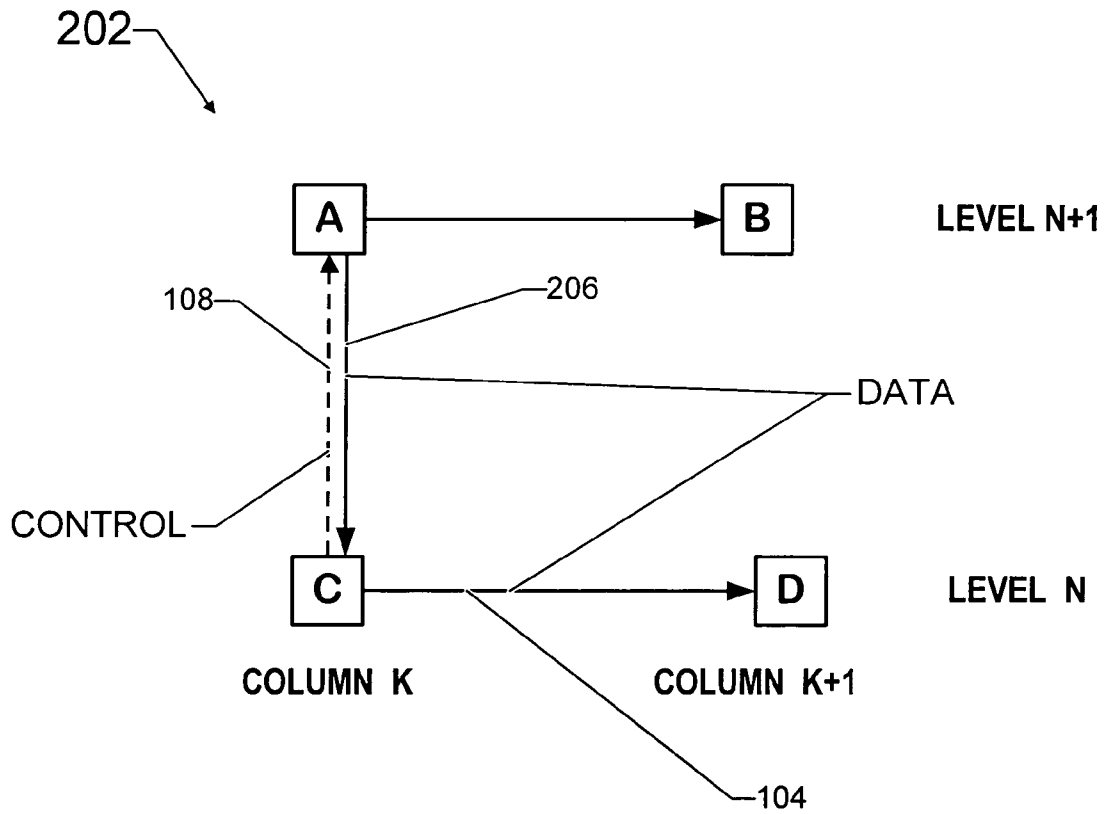 202
A
B
LEVEL N+1
108
206
DATA
CONTROL
C
D
LEVEL N
COLUMN K
COLUMN K+1
104